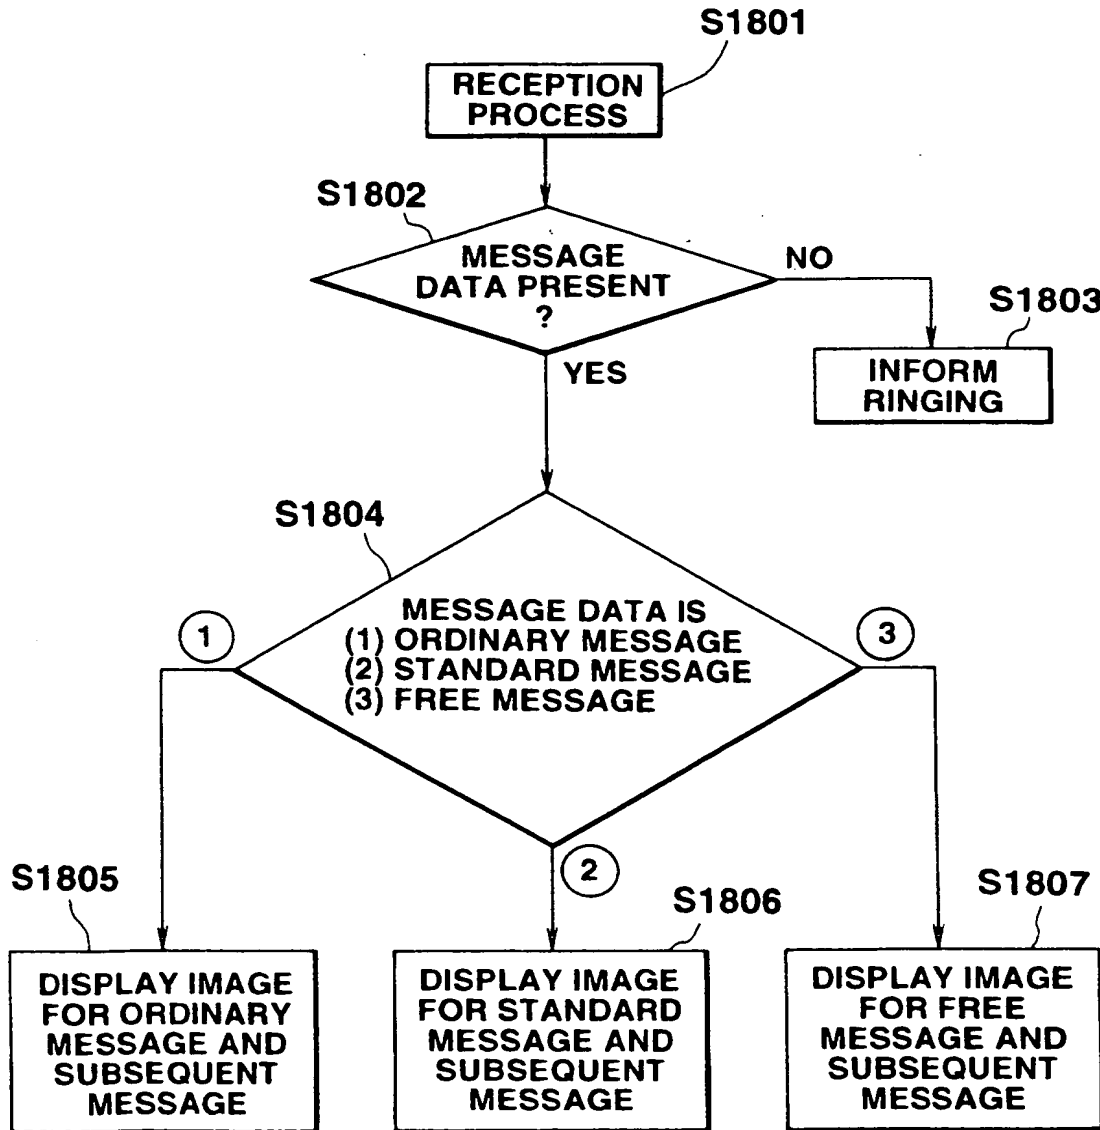 S1801
RECEPTION
PROCESS
S1802
MESSAGE
DATA PRESENT
?
NO
YES
S1803
INFORM
RINGING
S1804
MESSAGE DATA IS
(1) ORDINARY MESSAGE
(2) STANDARD MESSAGE
(3) FREE MESSAGE
1
2
3
S1805
DISPLAY IMAGE
FOR ORDINARY
MESSAGE AND
SUBSEQUENT
MESSAGE
S1806
DISPLAY IMAGE
FOR STANDARD
MESSAGE AND
SUBSEQUENT
MESSAGE
S1807
DISPLAY IMAGE
FOR FREE
MESSAGE AND
SUBSEQUENT
MESSAGE